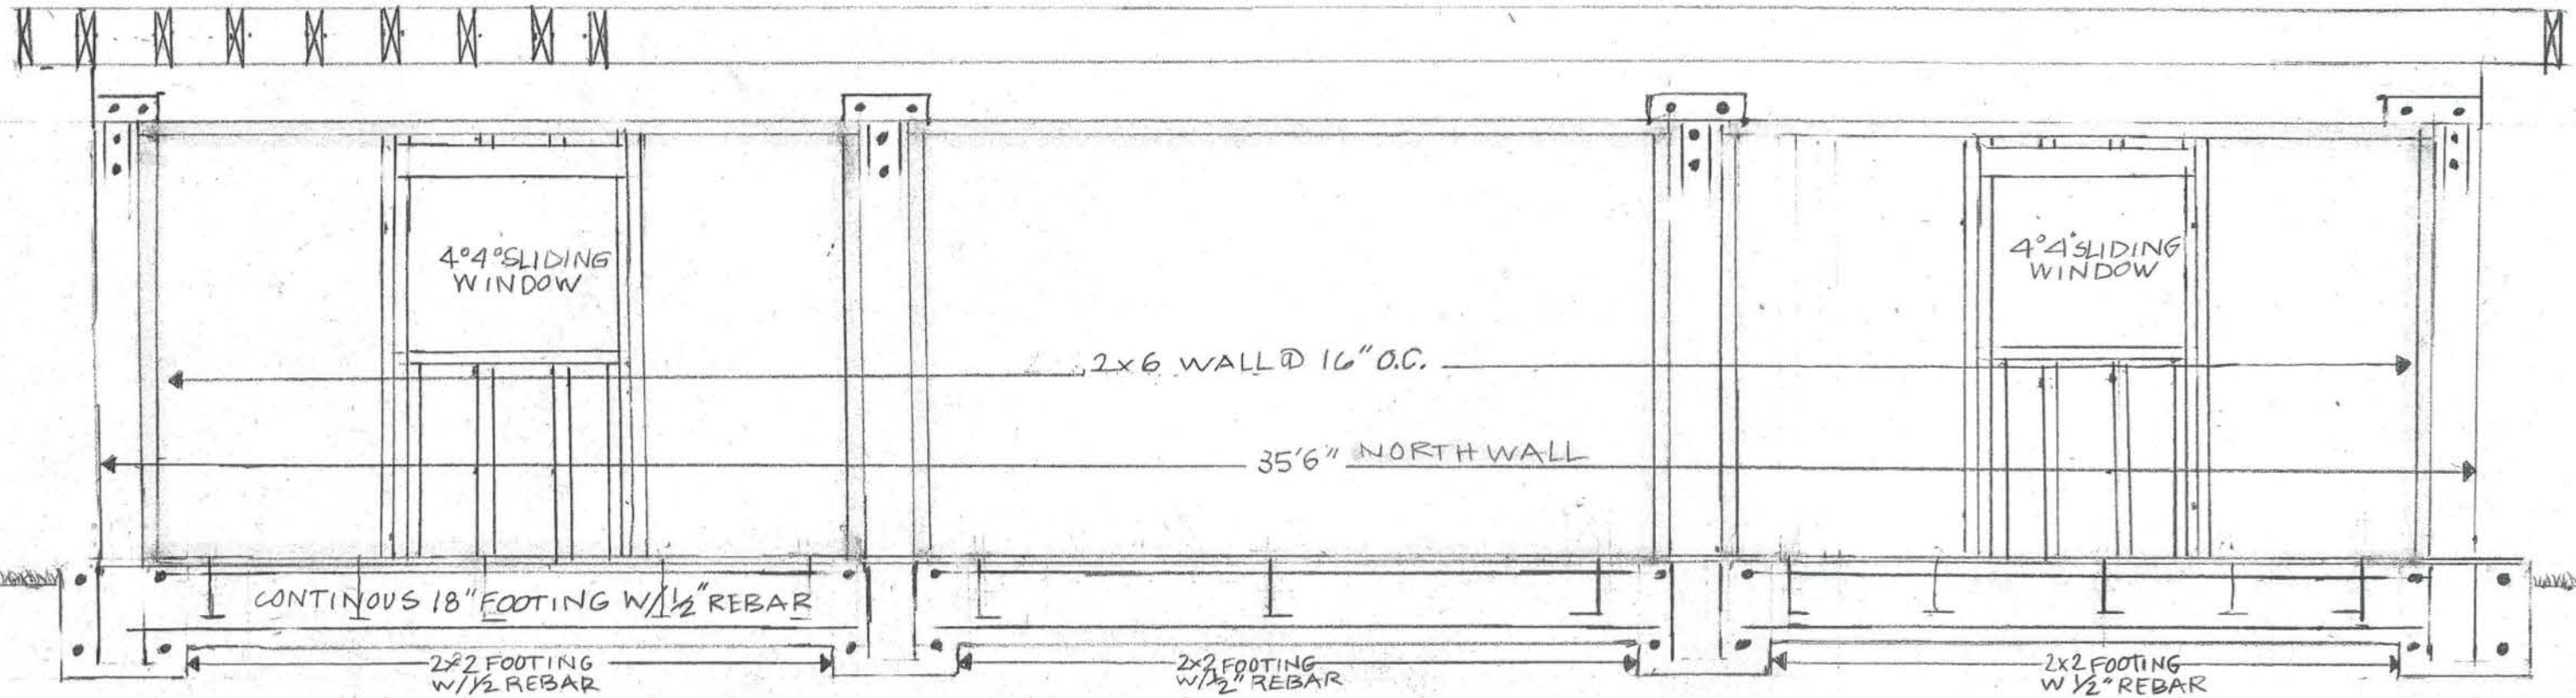 4°4° SLIDING
WINDOW
4°4° SLIDING
WINDOW
2x6 WALL @ 16" O.C.
35'6" NORTH WALL
CONTINOUS 18" FOOTING W/ 1/2" REBAR
2x2 FOOTING
W/ 1/2 REBAR
2x2 FOOTING
W/ 1/2" REBAR
2x2 FOOTING
W 1/2" REBAR